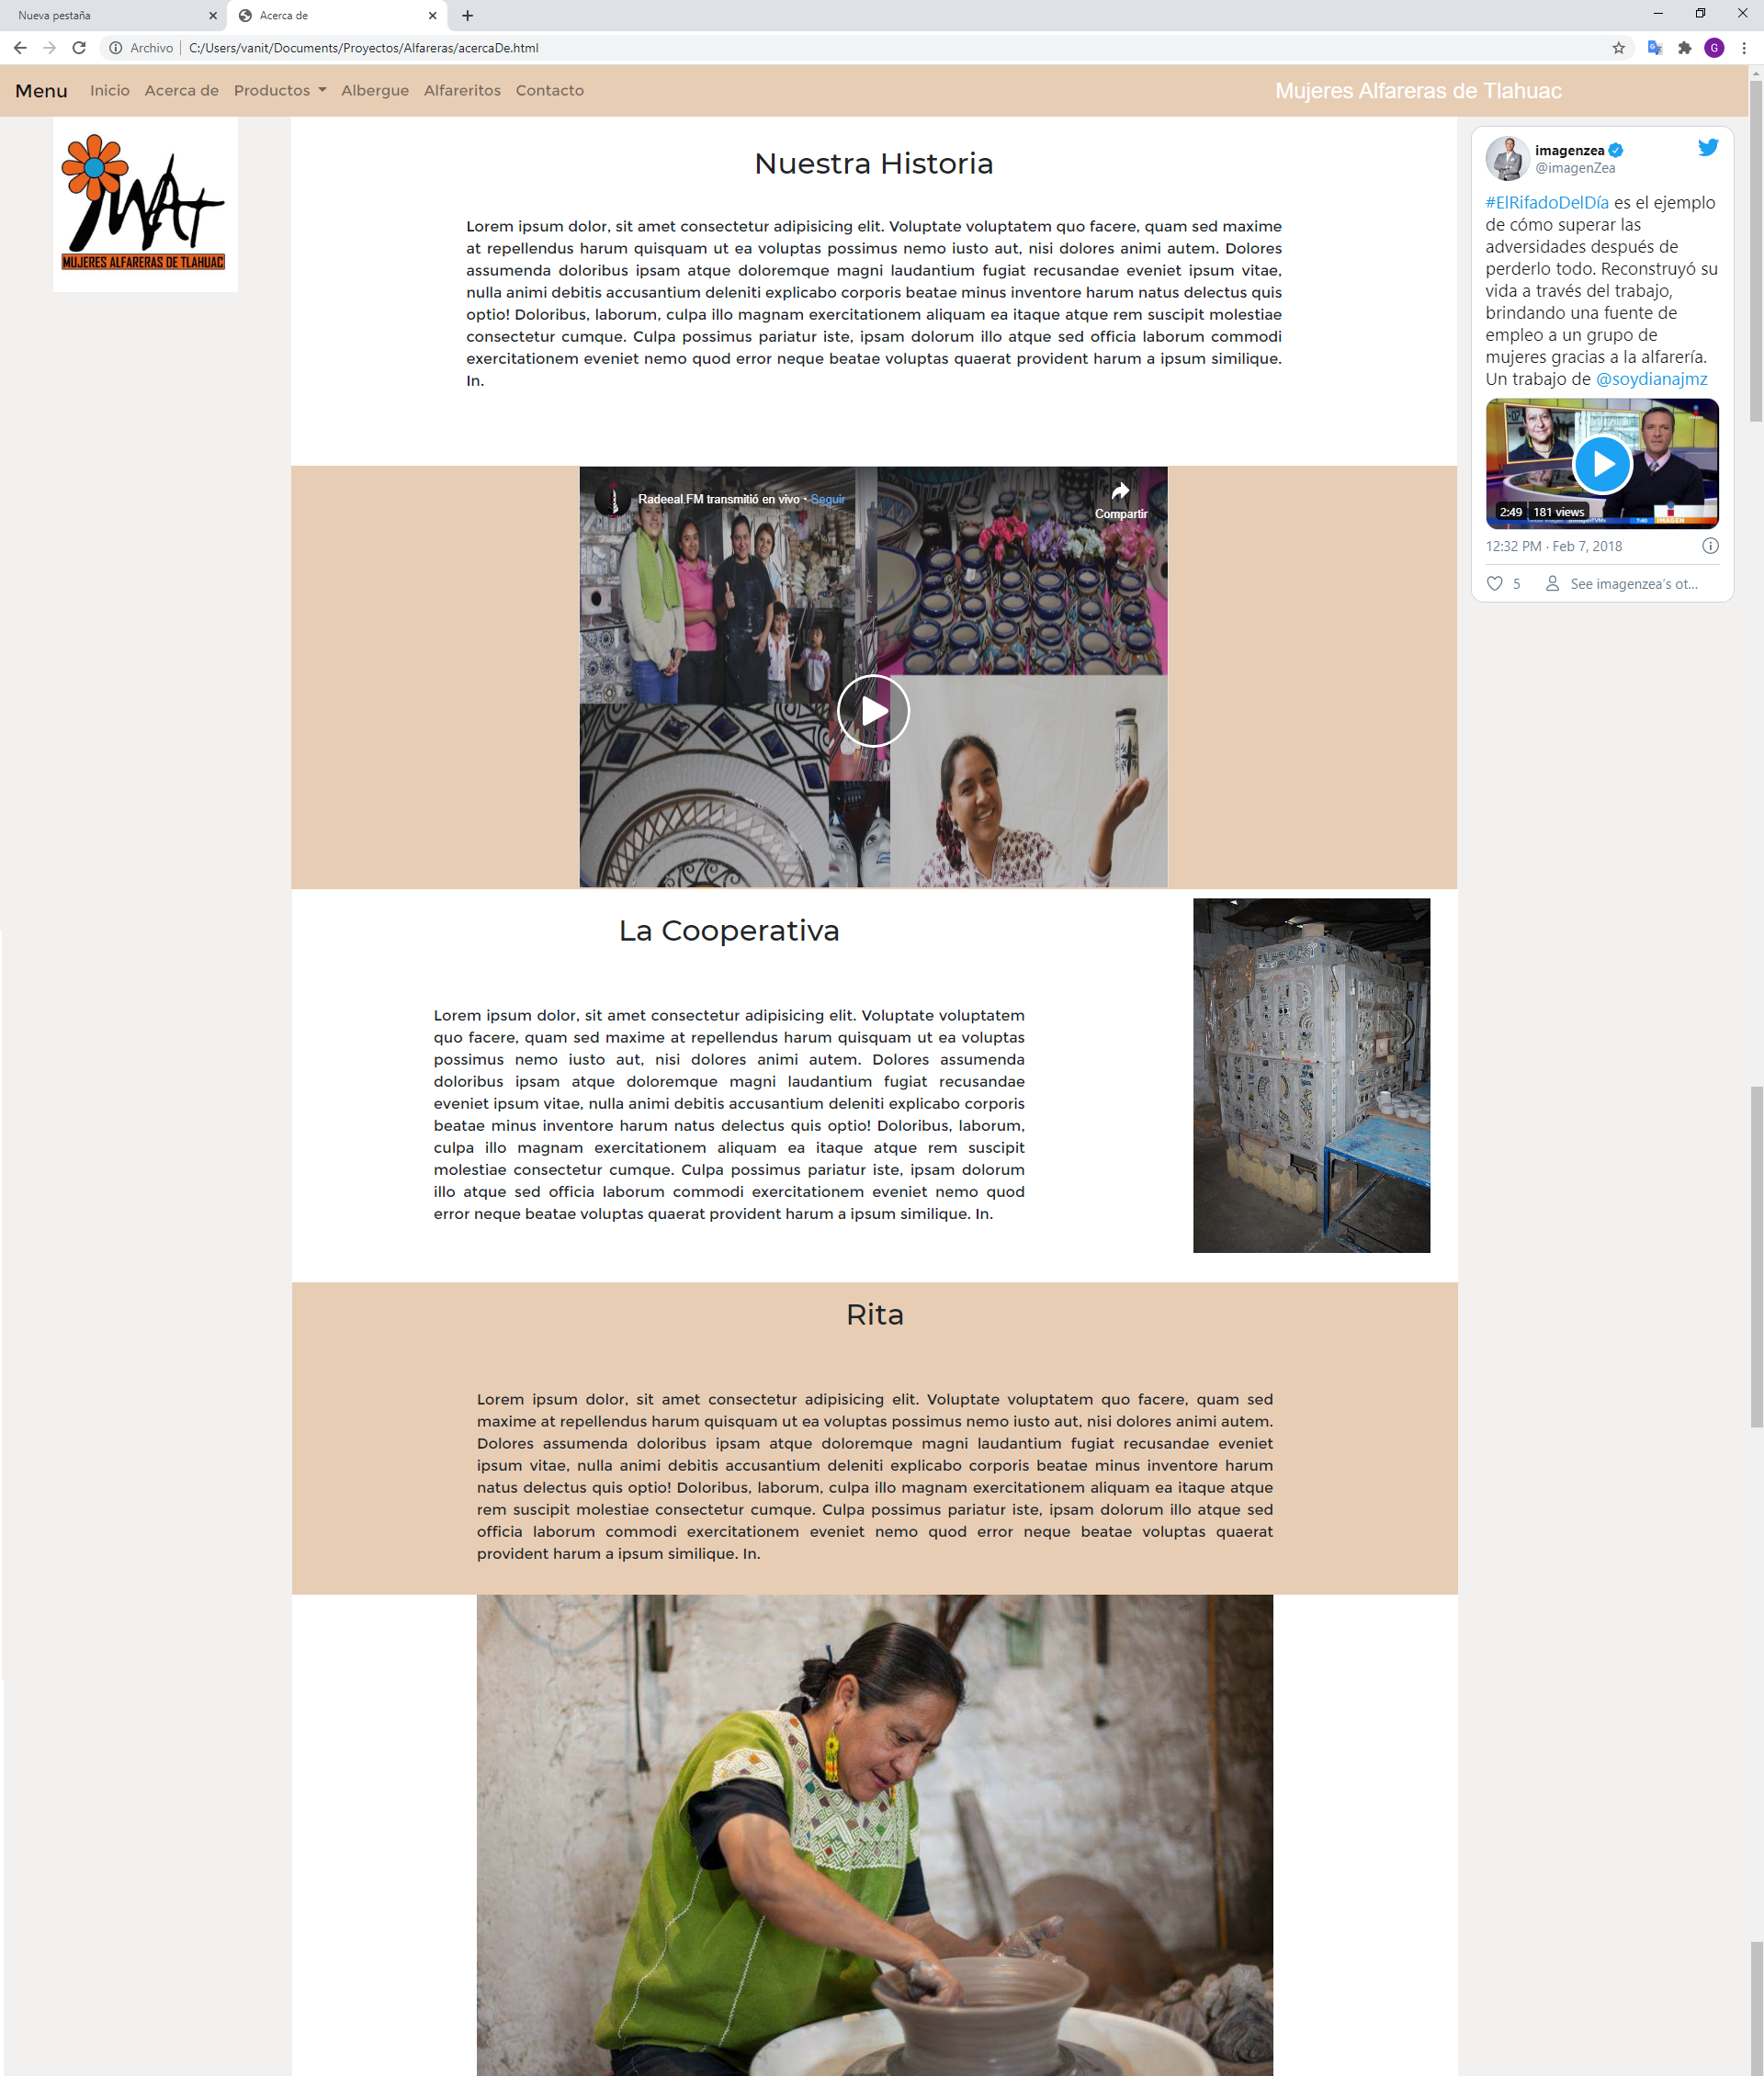 Nueva pestaña
Acerca de
Archivo
C:/Users/vanit/Documents/Proyectos/Alfareras/acercaDe.html
G
Menu
Inicio
Acerca de
Productos
Albergue
Alfareritos
Contacto
Mujeres Alfareras de Tlahuac
MAT
MUJERES ALFARERAS DE TLAHUAC
Nuestra Historia
Lorem ipsum dolor, sit amet consectetur adipisicing elit. Voluptate voluptatem quo facere, quam sed maxime
at repellendus harum quisquam ut ea voluptas possimus nemo iusto aut, nisi dolores animi autem. Dolores
assumenda doloribus ipsam atque doloremque magni laudantium fugiat recusandae eveniet ipsum vitae,
nulla animi debitis accusantium deleniti explicabo corporis beatae minus inventore harum natus delectus quis
optio! Doloribus, laborum, culpa illo magnam exercitationem aliquam ea itaque atque rem suscipit molestiae
consectetur cumque. Culpa possimus pariatur iste, ipsam dolorum illo atque sed officia laborum commodi
exercitationem eveniet nemo quod error neque beatae voluptas quaerat provident harum a ipsum similique.
In.
imagenzea
@imagenZea
#ElRifadoDelDía es el ejemplo
de cómo superar las
adversidades después de
perderlo todo. Reconstruyó su
vida a través del trabajo,
brindando una fuente de
empleo a un grupo de
mujeres gracias a la alfarería.
Un trabajo de @soydianajmz
2:49
181 views
7:40
IMAGEN
12:32 PM · Feb 7, 2018
5
See imagenzea's ot...
Radeeal.FM transmitió en vivo · Seguir
Compartir
La Cooperativa
Lorem ipsum dolor, sit amet consectetur adipisicing elit. Voluptate voluptatem
quo facere, quam sed maxime at repellendus harum quisquam ut ea voluptas
possimus nemo iusto aut, nisi dolores animi autem. Dolores assumenda
doloribus ipsam atque doloremque magni laudantium fugiat recusandae
eveniet ipsum vitae, nulla animi debitis accusantium deleniti explicabo corporis
beatae minus inventore harum natus delectus quis optio! Doloribus, laborum,
culpa illo magnam exercitationem aliquam ea itaque atque rem suscipit
molestiae consectetur cumque. Culpa possimus pariatur iste, ipsam dolorum
illo atque sed officia laborum commodi exercitationem eveniet nemo quod
error neque beatae voluptas quaerat provident harum a ipsum similique. In.
Rita
Lorem ipsum dolor, sit amet consectetur adipisicing elit. Voluptate voluptatem quo facere, quam sed
maxime at repellendus harum quisquam ut ea voluptas possimus nemo iusto aut, nisi dolores animi autem.
Dolores assumenda doloribus ipsam atque doloremque magni laudantium fugiat recusandae eveniet
ipsum vitae, nulla animi debitis accusantium deleniti explicabo corporis beatae minus inventore harum
natus delectus quis optio! Doloribus, laborum, culpa illo magnam exercitationem aliquam ea itaque atque
rem suscipit molestiae consectetur cumque. Culpa possimus pariatur iste, ipsam dolorum illo atque sed
officia laborum commodi exercitationem eveniet nemo quod error neque beatae voluptas quaerat
provident harum a ipsum similique. In.